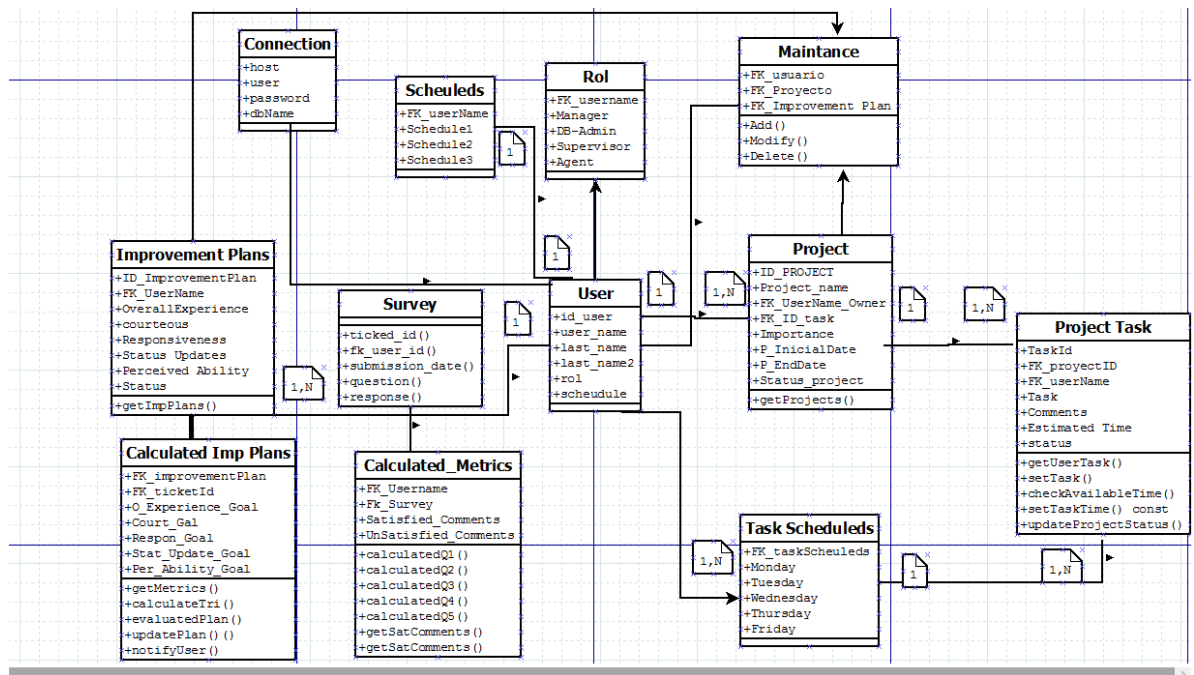 Connection
+host
+user
+password
+dbName
Scheuleds
+FK_userName
+Schedule1
+Schedule2
+Schedule3
1
Rol
+FK_username
+Manager
+DB-Admin
+Supervisor
+Agent
Maintance
+FK_usuario
+FK_Proyecto
+FK_Improvement Plan
+Add()
+Modify()
+Delete()
Improvement Plans
+ID_ImprovementPlan
+FK_UserName
+OverallExperience
+courteous
+Responsiveness
+Status Updates
+Perceived Ability
+Status
+getImpPlans()
1,N
Survey
+ticked_id()
+fk_user_id()
+submission_date()
+question()
+response()
1
1
User
+id_user
+user_name
+last_name
+last_name2
+rol
+scheudule
1
1,N
Project
+ID_PROJECT
+Project_name
+FK_UserName_Owner
+FK_ID_task
+Importance
+P_InicialDate
+P_EndDate
+Status_project
+getProjects()
1
1,N
Project Task
+TaskId
+FK_proyectID
+FK_userName
+Task
+Comments
+Estimated Time
+status
+getUserTask()
+setTask()
+checkAvailableTime()
+setTaskTime() const
+updateProjectStatus()
Calculated Imp Plans
+FK_improvementPlan
+FK_ticketId
+O_Experience_Goal
+Court_Gal
+Respon_Goal
+Stat_Update_Goal
+Per_Ability_Goal
+getMetrics()
+calculateTri()
+evaluatedPlan()
+updatePlan()()
+notifyUser()
Calculated_Metrics
+FK_Username
+Fk_Survey
+Satisfied_Comments
+UnSatisfied_Comments
+calculatedQ1()
+calculatedQ2()
+calculatedQ3()
+calculatedQ4()
+calculatedQ5()
+getSatComments()
+getSatComments()
1,N
Task Scheduleds
+FK_taskScheuleds
+Monday
+Tuesday
+Wednesday
+Thursday
+Friday
1
1,N